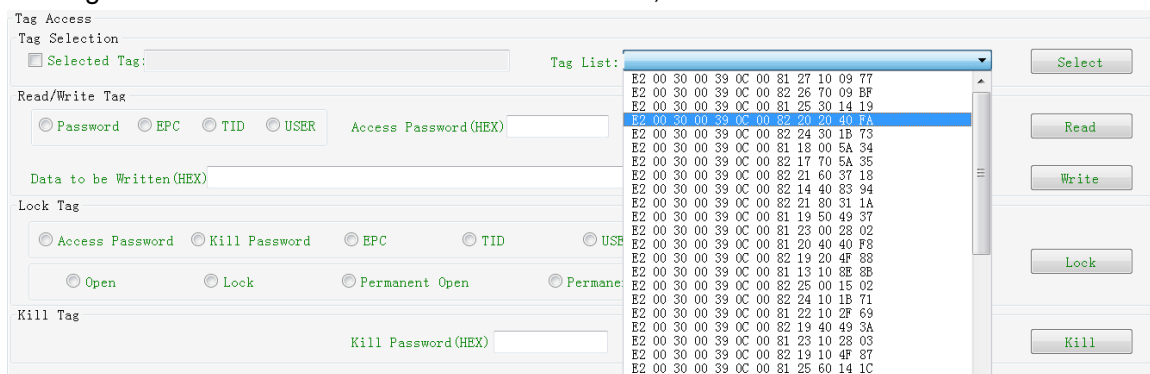 Tag Access
Tag Selection
Selected Tag: Tag List: Select
E2 00 30 00 39 0C 00 81 27 10 09 77
E2 00 30 00 39 0C 00 82 26 70 09 BF
E2 00 30 00 39 0C 00 81 25 30 14 19
E2 00 30 00 39 0C 00 82 20 20 40 FA
E2 00 30 00 39 0C 00 82 24 30 1B 73
E2 00 30 00 39 0C 00 81 18 00 5A 34
E2 00 30 00 39 0C 00 82 17 70 5A 35
E2 00 30 00 39 0C 00 82 21 60 37 18
E2 00 30 00 39 0C 00 82 14 40 83 94
E2 00 30 00 39 0C 00 82 21 80 31 1A
E2 00 30 00 39 0C 00 81 19 50 49 37
E2 00 30 00 39 0C 00 81 23 00 28 02
E2 00 30 00 39 0C 00 81 20 40 40 F8
E2 00 30 00 39 0C 00 82 19 20 4F 88
E2 00 30 00 39 0C 00 81 13 10 8E 8B
E2 00 30 00 39 0C 00 82 25 00 15 02
E2 00 30 00 39 0C 00 82 24 10 1B 71
E2 00 30 00 39 0C 00 81 22 10 2F 69
E2 00 30 00 39 0C 00 82 19 40 49 3A
E2 00 30 00 39 0C 00 81 23 10 28 03
E2 00 30 00 39 0C 00 82 19 10 4F 87
E2 00 30 00 39 0C 00 81 25 60 14 1C
Read/Write Tag
Password EPC TID USER Access Password(HEX) Read
Data to be Written(HEX) Write
Lock Tag
Access Password Kill Password EPC TID USE
Open Lock Permanent Open Permane Lock
Kill Tag
Kill Password(HEX) Kill